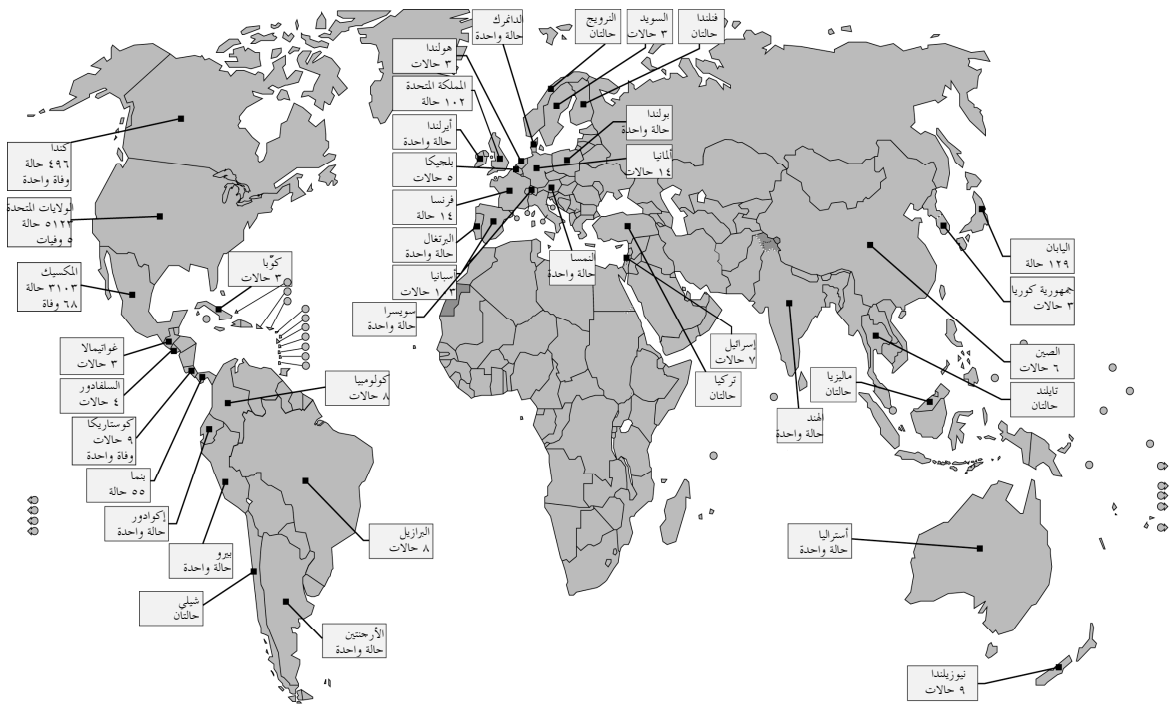 الدانمرك
حالة واحدة
النرويج
حالتان
السويد
٣ حالات
فنلندا
حالتان
هولندا
٣ حالات
المملكة المتحدة
١٠٢ حالة
أيرلندا
حالة واحدة
بلجيكا
٥ حالات
فرنسا
١٤ حالة
البرتغال
حالة واحدة
أسبانيا
١٠٣ حالات
سويسرا
حالة واحدة
بولندا
حالة واحدة
ألمانيا
١٤ حالات
النمسا
حالة واحدة
كندا
٤٩٦ حالة
وفاة واحدة
الولايات المتحدة
٥١٢٣ حالة
٥ وفيات
المكسيك
٣١٠٣ حالة
٦٨ وفاة
كوّبا
٣ حالات
غواتيمالا
٣ حالات
السلفادور
٤ حالات
كوستاريكا
٩ حالات
وفاة واحدة
بنما
٥٥ حالة
إكوادور
حالة واحدة
بيرو
حالة واحدة
شيلي
حالتان
الأرجنتين
حالة واحدة
البرازيل
٨ حالات
كولومبيا
٨ حالات
إسرائيل
٧ حالات
تركيا
حالتان
الهند
حالة واحدة
ماليزيا
حالتان
اليابان
١٢٩ حالة
جمهورية كوريا
٣ حالات
الصين
٦ حالات
تايلند
حالتان
أستراليا
حالة واحدة
نيوزيلندا
٩ حالات